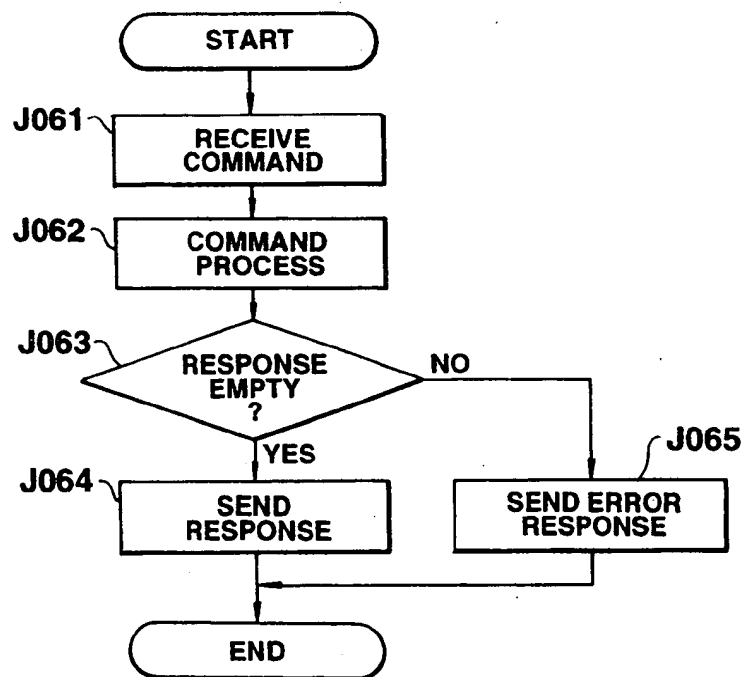 START
J061
RECEIVE
COMMAND
J062
COMMAND
PROCESS
J063
RESPONSE
EMPTY
?
NO
YES
J064
SEND
RESPONSE
J065
SEND ERROR
RESPONSE
END